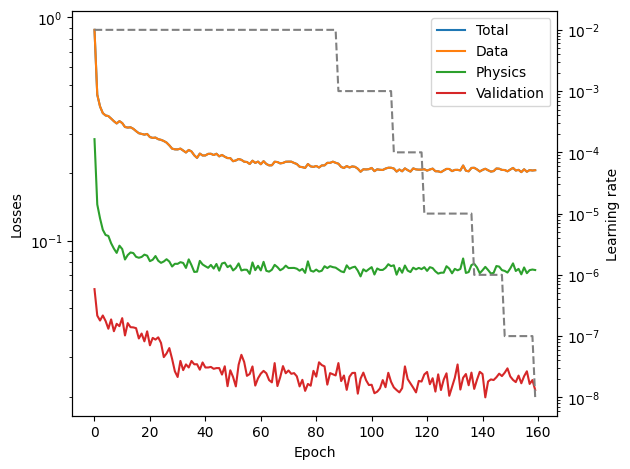 Total
Data
Physics
Validation
Losses
10⁰
10⁻¹
Learning rate
10⁻²
10⁻³
10⁻⁴
10⁻⁵
10⁻⁶
10⁻⁷
10⁻⁸
0 20 40 60 80 100 120 140 160
Epoch